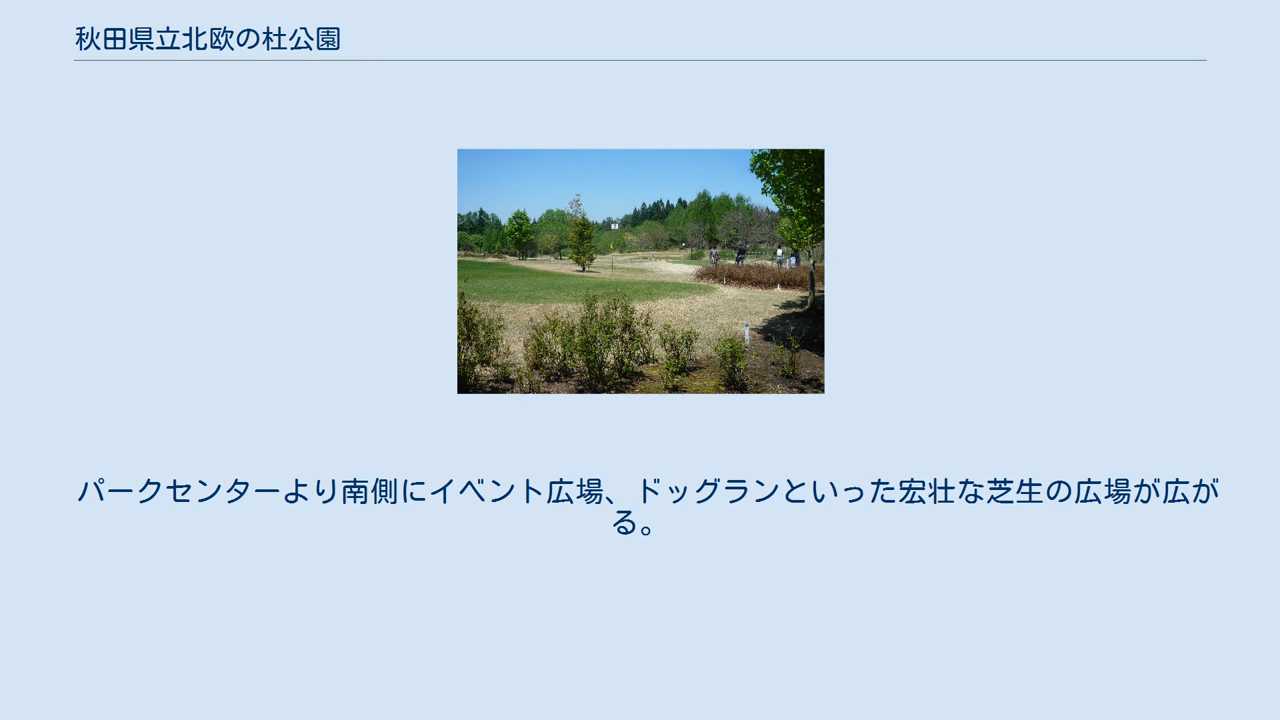 秋田県立北欧の杜公園
パークセンターより南側にイベント広場、ドッグランといった宏壮な芝生の広場が広が
る。